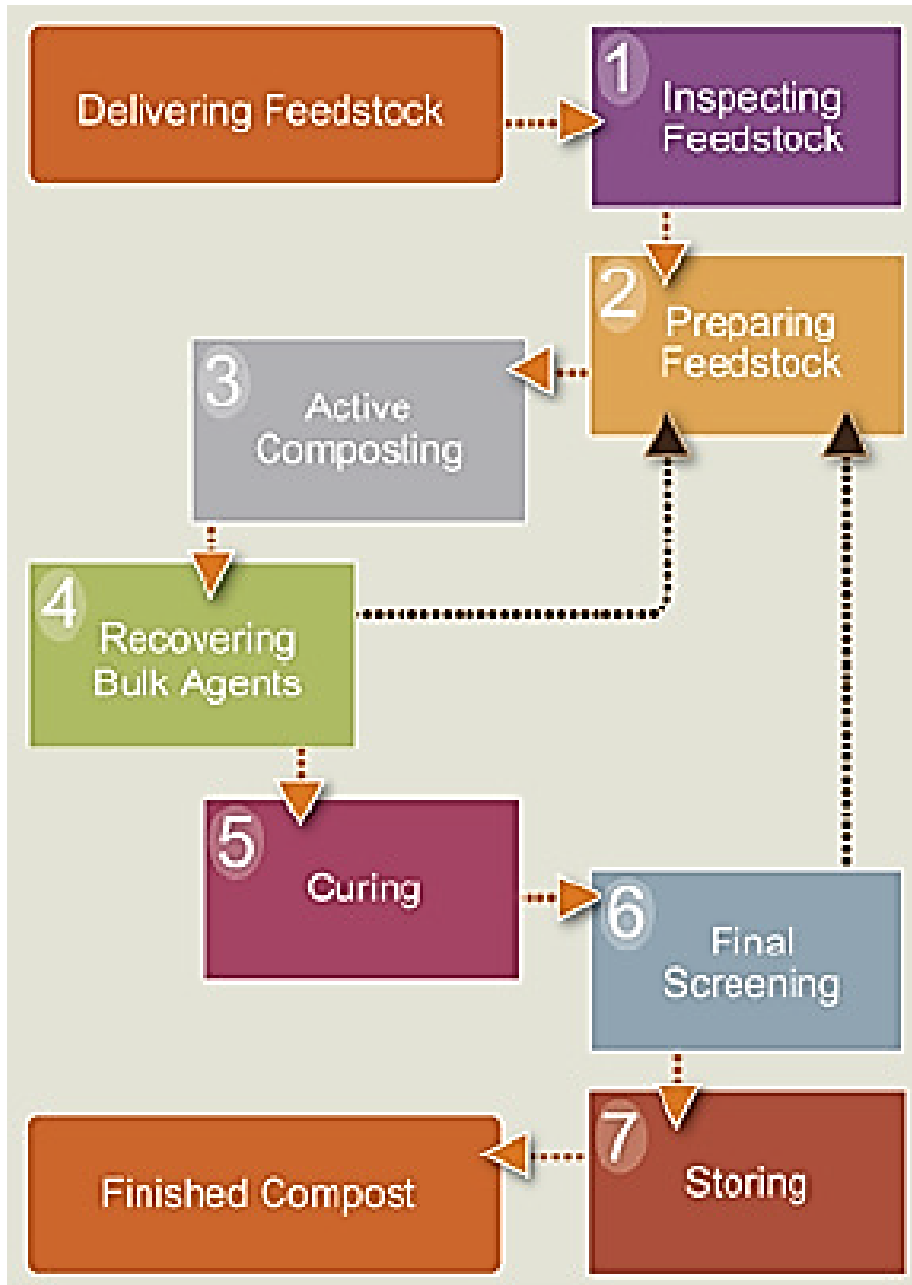 Delivering Feedstock
1
Inspecting
Feedstock
2
Preparing
Feedstock
3
Active
Composting
4
Recovering
Bulk Agents
5
Curing
6
Final
Screening
7
Storing
Finished Compost